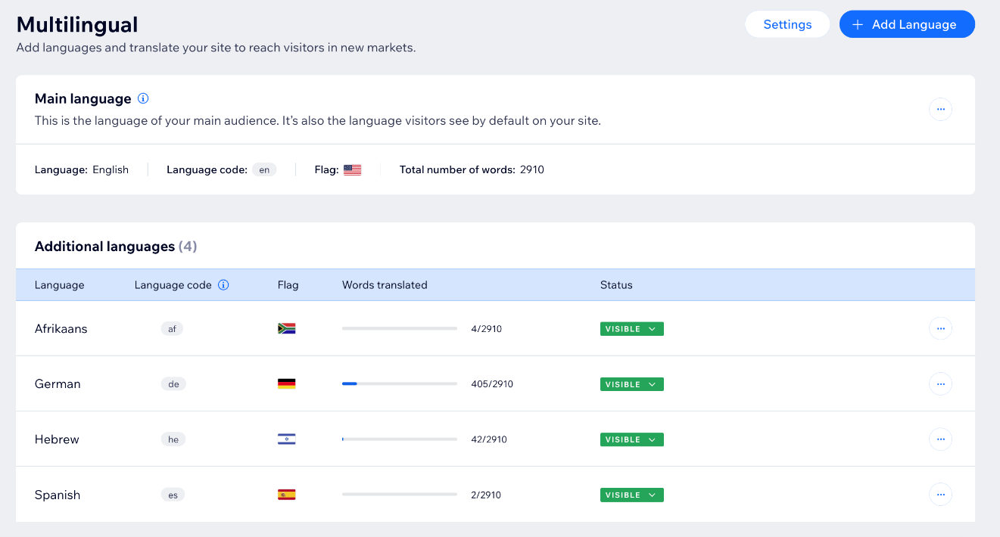 Multilingual
Settings
+ Add Language
Add languages and translate your site to reach visitors in new markets.
Main language
This is the language of your main audience. It’s also the language visitors see by default on your site.
Language: English Language code: en Flag: Total number of words: 2910
Additional languages (4)
Language Language code Flag Words translated Status
Afrikaans af 4/2910 VISIBLE
German de 405/2910 VISIBLE
Hebrew he 42/2910 VISIBLE
Spanish es 2/2910 VISIBLE